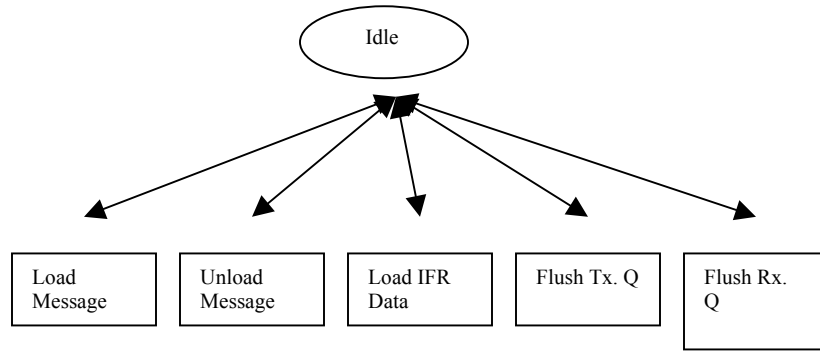 Idle
Load
Message
Unload
Message
Load IFR
Data
Flush Tx. Q
Flush Rx.
Q